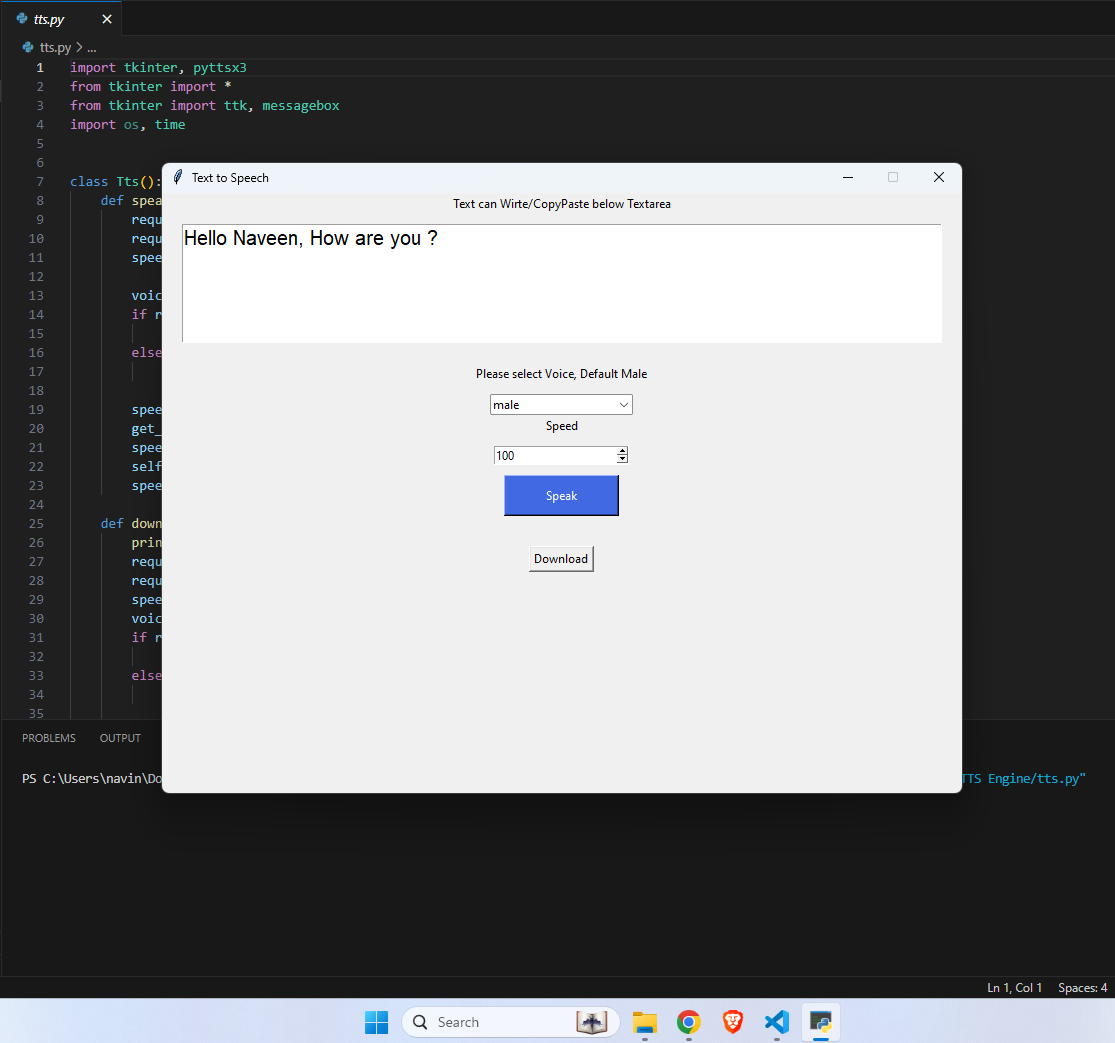 tts.py
tts.py > ...
1 import tkinter, pyttsx3
2 from tkinter import *
3 from tkinter import ttk, messagebox
4 import os, time
5
6
7 class Tts():
8 def spea
9 requ
10 requ
11 spee
12
13 voic
14 if r
15
16 else
17
18
19 spee
20 get_
21 spee
22 self
23 spee
24
25 def down
26 prin
27 requ
28 requ
29 spee
30 voic
31 if r
32
33 else
34
35
Text to Speech
Text can Wirte/CopyPaste below Textarea
Hello Naveen, How are you ?
Please select Voice, Default Male
male
Speed
100
Speak
Download
PROBLEMS OUTPUT
PS C:\Users\navin\Do TTS Engine/tts.py"
Ln 1, Col 1 Spaces: 4
Search